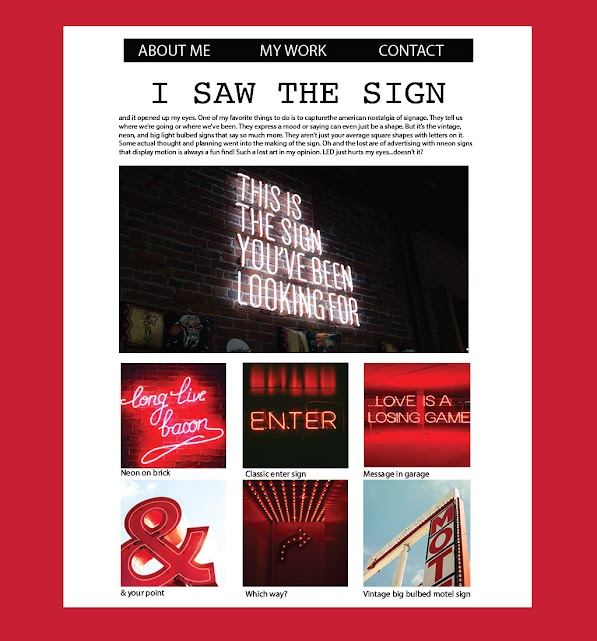 ABOUT ME MY WORK CONTACT
I SAW THE SIGN
and it opened up my eyes. One of my favorite things to do is to capturethe american nostalgia of signage. They tell us
where we're going or where we've been. They express a mood or saying can even just be a shape. But it's the vintage,
neon, and big light bulbed signs that say so much more. They aren't just your average square shapes with letters on it.
Some actual thought and planning went into the making of the sign. Oh and the lost are of advertising with nneon signs
that display motion is always a fun find! Such a lost art in my opinion. LED just hurts my eyes...doesn't it?
THIS IS
THE SIGN
YOU'VE BEEN
LOOKING FOR
long live
bacon
ENTER
...LOVE IS A
LOSING GAME
Neon on brick
Classic enter sign
Message in garage
&
MOT
& your point
Which way?
Vintage big bulbed motel sign